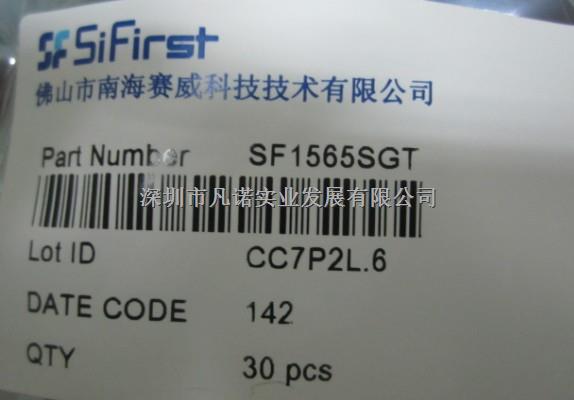 SiFirst
佛山市南海赛威科技技术有限公司
Part Number SF1565SGT
深圳市凡诺实业发展有限公司
Lot ID CC7P2L.6
DATE CODE 142
QTY 30 pcs